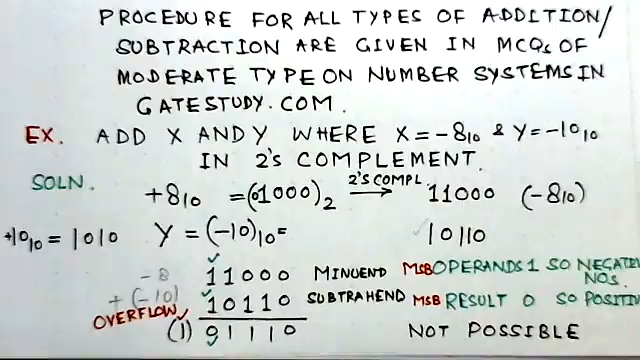 PROCEDURE FOR ALL TYPES OF ADDITION/
SUBTRACTION ARE GIVEN IN MCQs OF
MODERATE TYPE ON NUMBER SYSTEMS IN
GATESTUDY.COM.
EX. ADD X AND Y WHERE X=-8₁₀ & Y=-10₁₀
IN 2's COMPLEMENT.
SOLN. +8₁₀ =(01000)₂ 2'SCOMPL. → 11000 (-8₁₀)
+10₁₀=1010 Y=(-10)₁₀= ✓10110
-8 11000 MINUEND MSB OPERANDS 1 SO NEGATIVE NOS.
+(-10) 10110 SUBTRAHEND MSB RESULT 0 SO POSITIV
OVERFLOW (1) 01110 NOT POSSIBLE